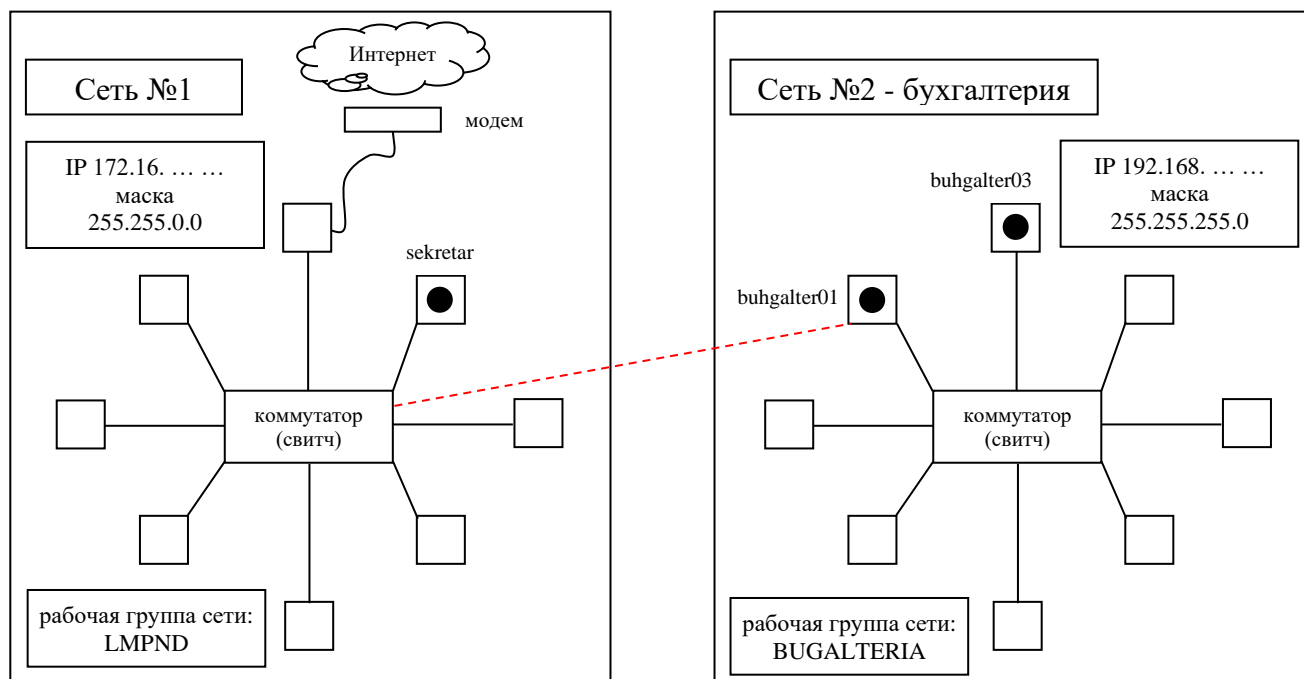 Интернет
Сеть №1
модем
IP 172.16. … …
маска
255.255.0.0
sekretar
коммутатор
(свитч)
рабочая группа сети:
LMPND
Сеть №2 - бухгалтерия
buhgalter03
IP 192.168. … …
маска
255.255.255.0
buhgalter01
коммутатор
(свитч)
рабочая группа сети:
BUGALTERIA